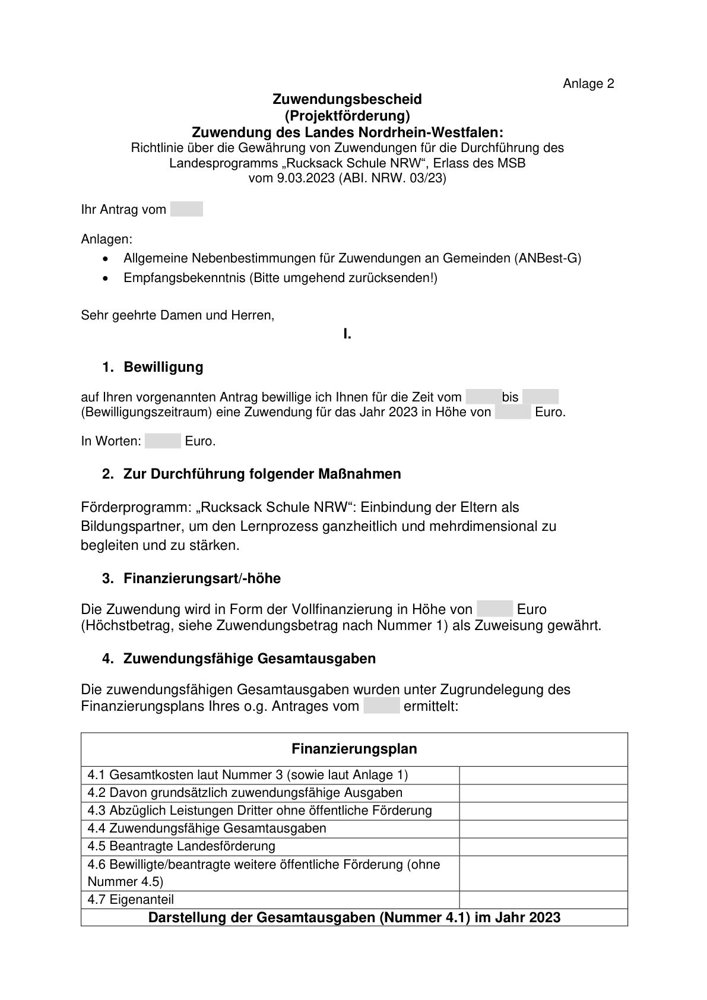 Anlage 2
Zuwendungsbescheid
(Projektförderung)
Zuwendung des Landes Nordrhein-Westfalen:
Richtlinie über die Gewährung von Zuwendungen für die Durchführung des
Landesprogramms „Rucksack Schule NRW“, Erlass des MSB
vom 9.03.2023 (ABI. NRW. 03/23)
Ihr Antrag vom
Anlagen:
• Allgemeine Nebenbestimmungen für Zuwendungen an Gemeinden (ANBest-G)
• Empfangsbekenntnis (Bitte umgehend zurücksenden!)
Sehr geehrte Damen und Herren,
I.
1. Bewilligung
auf Ihren vorgenannten Antrag bewillige ich Ihnen für die Zeit vom bis
(Bewilligungszeitraum) eine Zuwendung für das Jahr 2023 in Höhe von Euro.
In Worten: Euro.
2. Zur Durchführung folgender Maßnahmen
Förderprogramm: „Rucksack Schule NRW“: Einbindung der Eltern als
Bildungspartner, um den Lernprozess ganzheitlich und mehrdimensional zu
begleiten und zu stärken.
3. Finanzierungsart/-höhe
Die Zuwendung wird in Form der Vollfinanzierung in Höhe von Euro
(Höchstbetrag, siehe Zuwendungsbetrag nach Nummer 1) als Zuweisung gewährt.
4. Zuwendungsfähige Gesamtausgaben
Die zuwendungsfähigen Gesamtausgaben wurden unter Zugrundelegung des
Finanzierungsplans Ihres o.g. Antrages vom ermittelt:
Finanzierungsplan
4.1 Gesamtkosten laut Nummer 3 (sowie laut Anlage 1)
4.2 Davon grundsätzlich zuwendungsfähige Ausgaben
4.3 Abzüglich Leistungen Dritter ohne öffentliche Förderung
4.4 Zuwendungsfähige Gesamtausgaben
4.5 Beantragte Landesförderung
4.6 Bewilligte/beantragte weitere öffentliche Förderung (ohne
Nummer 4.5)
4.7 Eigenanteil
Darstellung der Gesamtausgaben (Nummer 4.1) im Jahr 2023